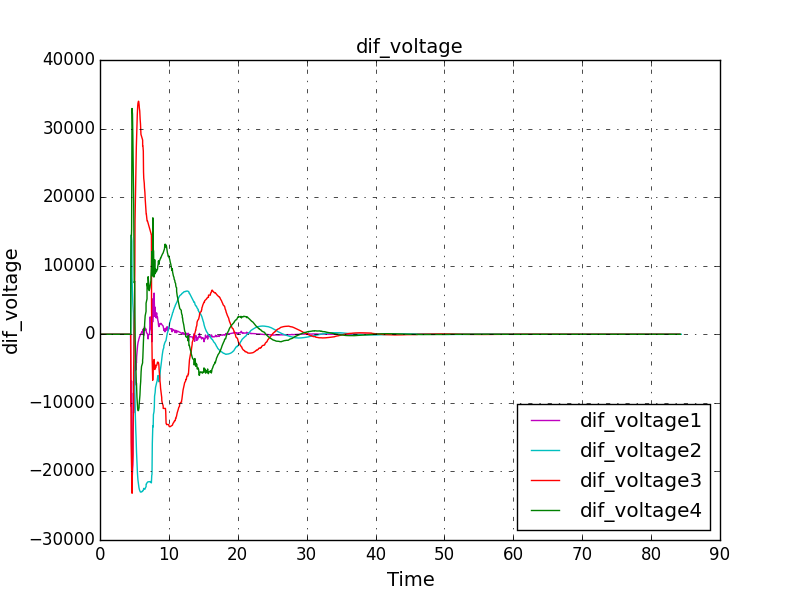 dif_voltage
40000
30000
20000
10000
0
−10000
−20000
−30000
dif_voltage
0 10 20 30 40 50 60 70 80 90
Time
dif_voltage1
dif_voltage2
dif_voltage3
dif_voltage4